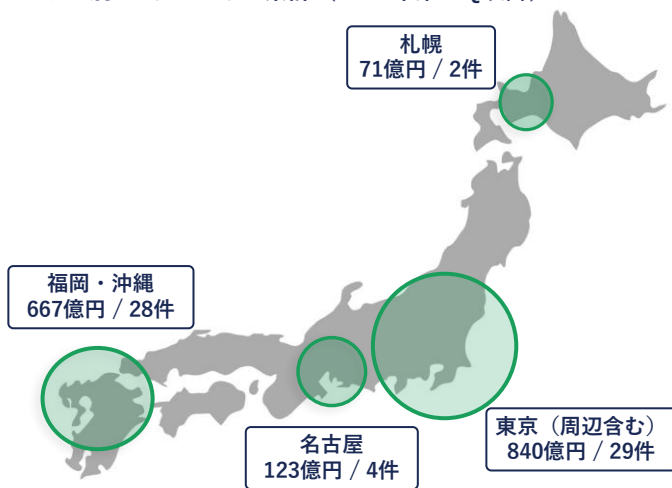 札幌
71億円 / 2件
福岡・沖縄
667億円 / 28件
名古屋
123億円 / 4件
東京（周辺含む）
840億円 / 29件